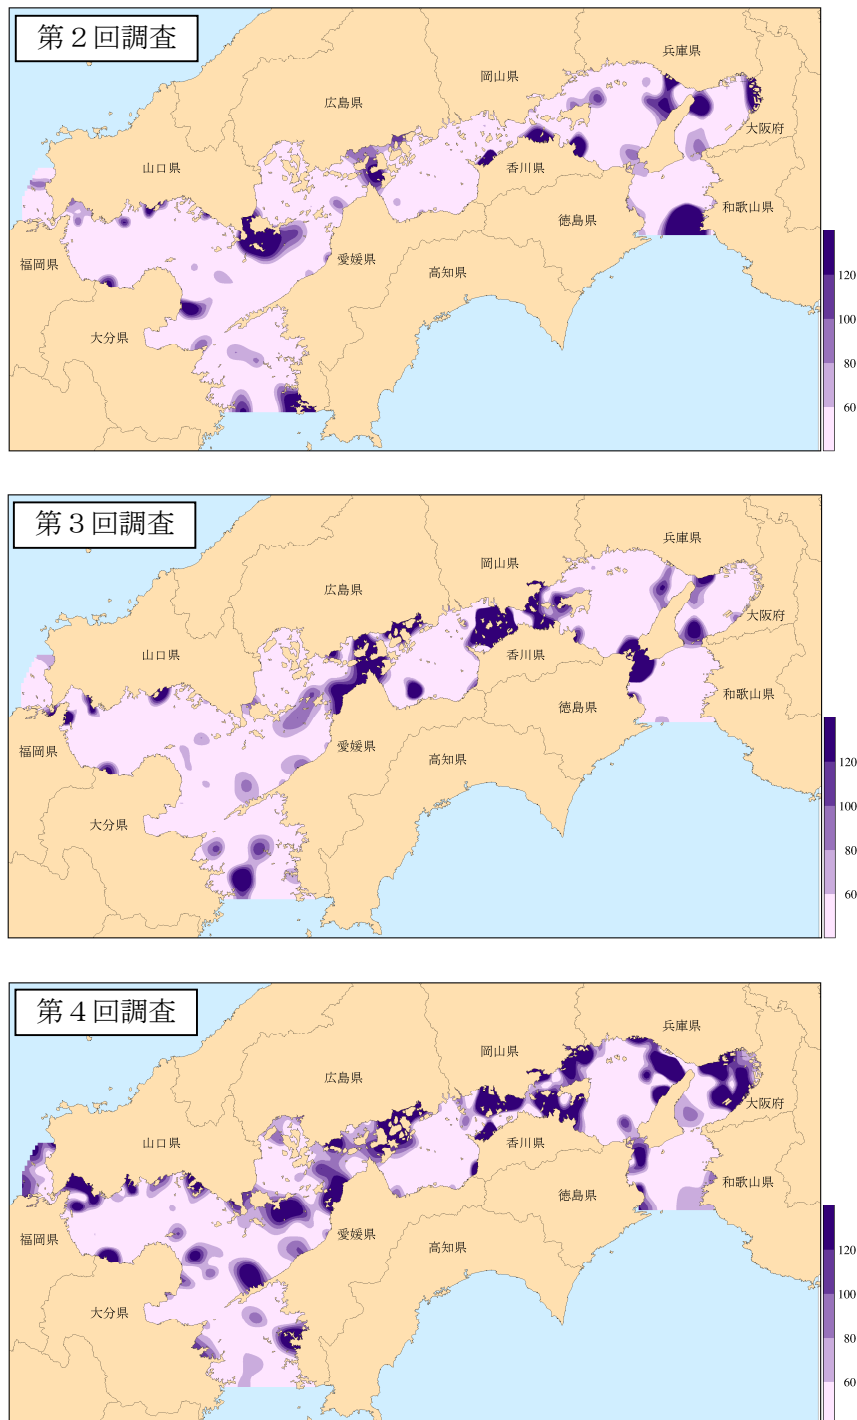 第２回調査
兵庫県
岡山県
広島県
大阪府
山口県
香川県
和歌山県
徳島県
愛媛県
福岡県
高知県
大分県
120
100
80
60
第３回調査
兵庫県
岡山県
広島県
大阪府
山口県
香川県
和歌山県
徳島県
愛媛県
福岡県
高知県
大分県
120
100
80
60
第４回調査
兵庫県
岡山県
広島県
大阪府
山口県
香川県
和歌山県
徳島県
愛媛県
福岡県
高知県
大分県
120
100
80
60